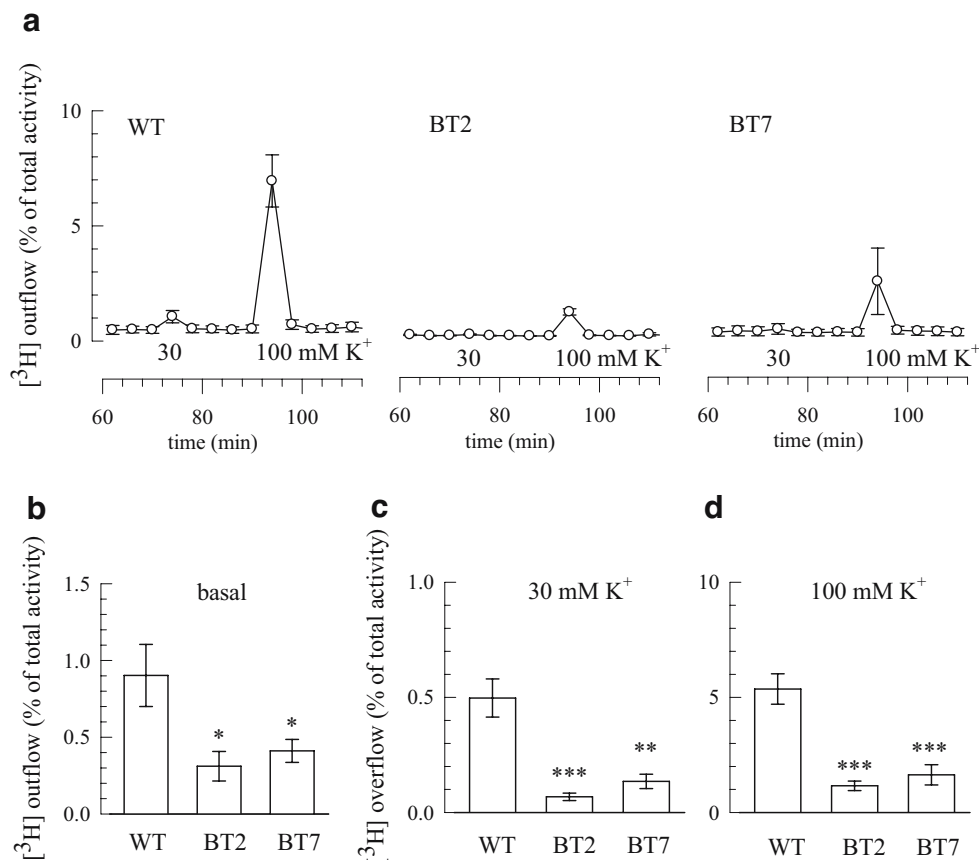 a
[³H] outflow (% of total activity)
10
5
0
WT
BT2
BT7
30 100 mM K⁺
30 100 mM K⁺
30 100 mM K⁺
60 80 100
60 80 100
60 80 100
time (min)
time (min)
time (min)
b
[³H] outflow (% of total activity)
1.5
1.0
0.5
0.0
basal
*
*
WT BT2 BT7
c
[³H] overflow (% of total activity)
1.0
0.5
0.0
30 mM K⁺
***
**
WT BT2 BT7
d
10
5
0
100 mM K⁺
***
***
WT BT2 BT7